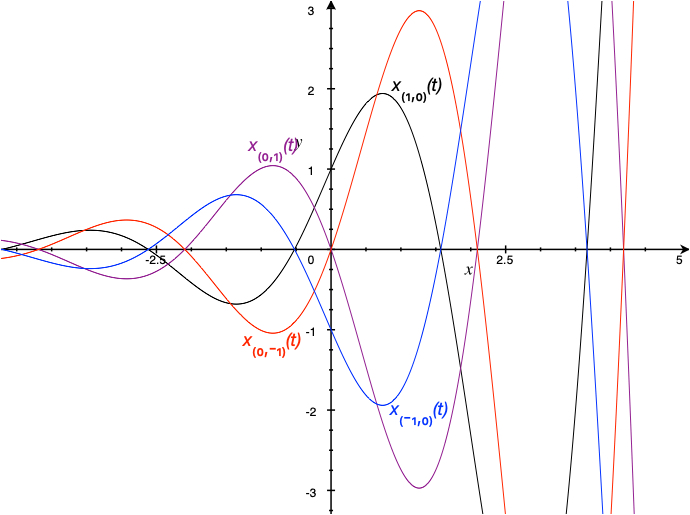 3
2
x(1,0)(t)
x(0,1)(t)
y
1
-2.5
0
2.5
5
x
-1
x(0,−1)(t)
-2
x(−1,0)(t)
-3